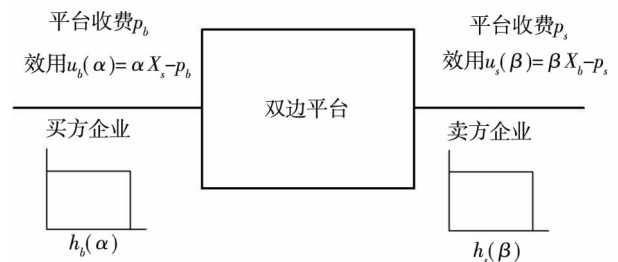 平台收费p_b
效用u_b(α)=αX_s-p_b
买方企业
h_b(α)
双边平台
平台收费p_s
效用u_s(β)=βX_b-p_s
卖方企业
h_s(β)